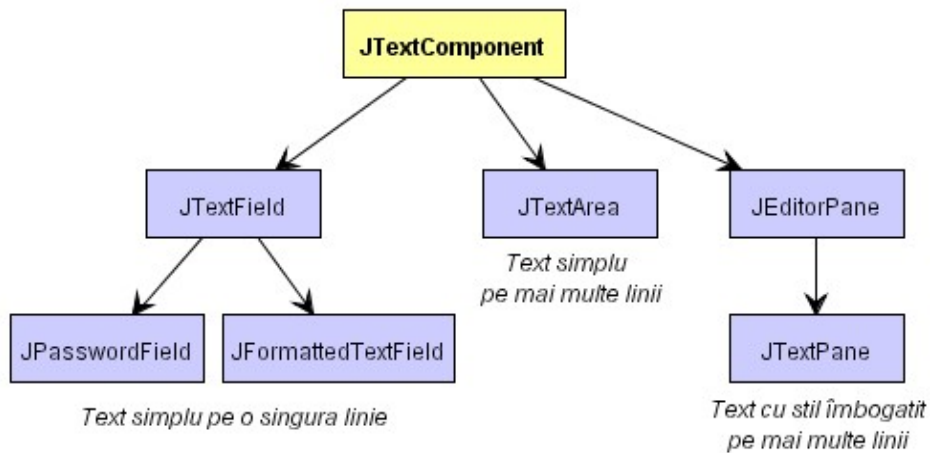 JTextComponent
JTextField
JTextArea
JEditorPane
Text simplu
pe mai multe linii
JPasswordField
JFormattedTextField
JTextPane
Text simplu pe o singura linie
Text cu stil îmbogatit
pe mai multe linii